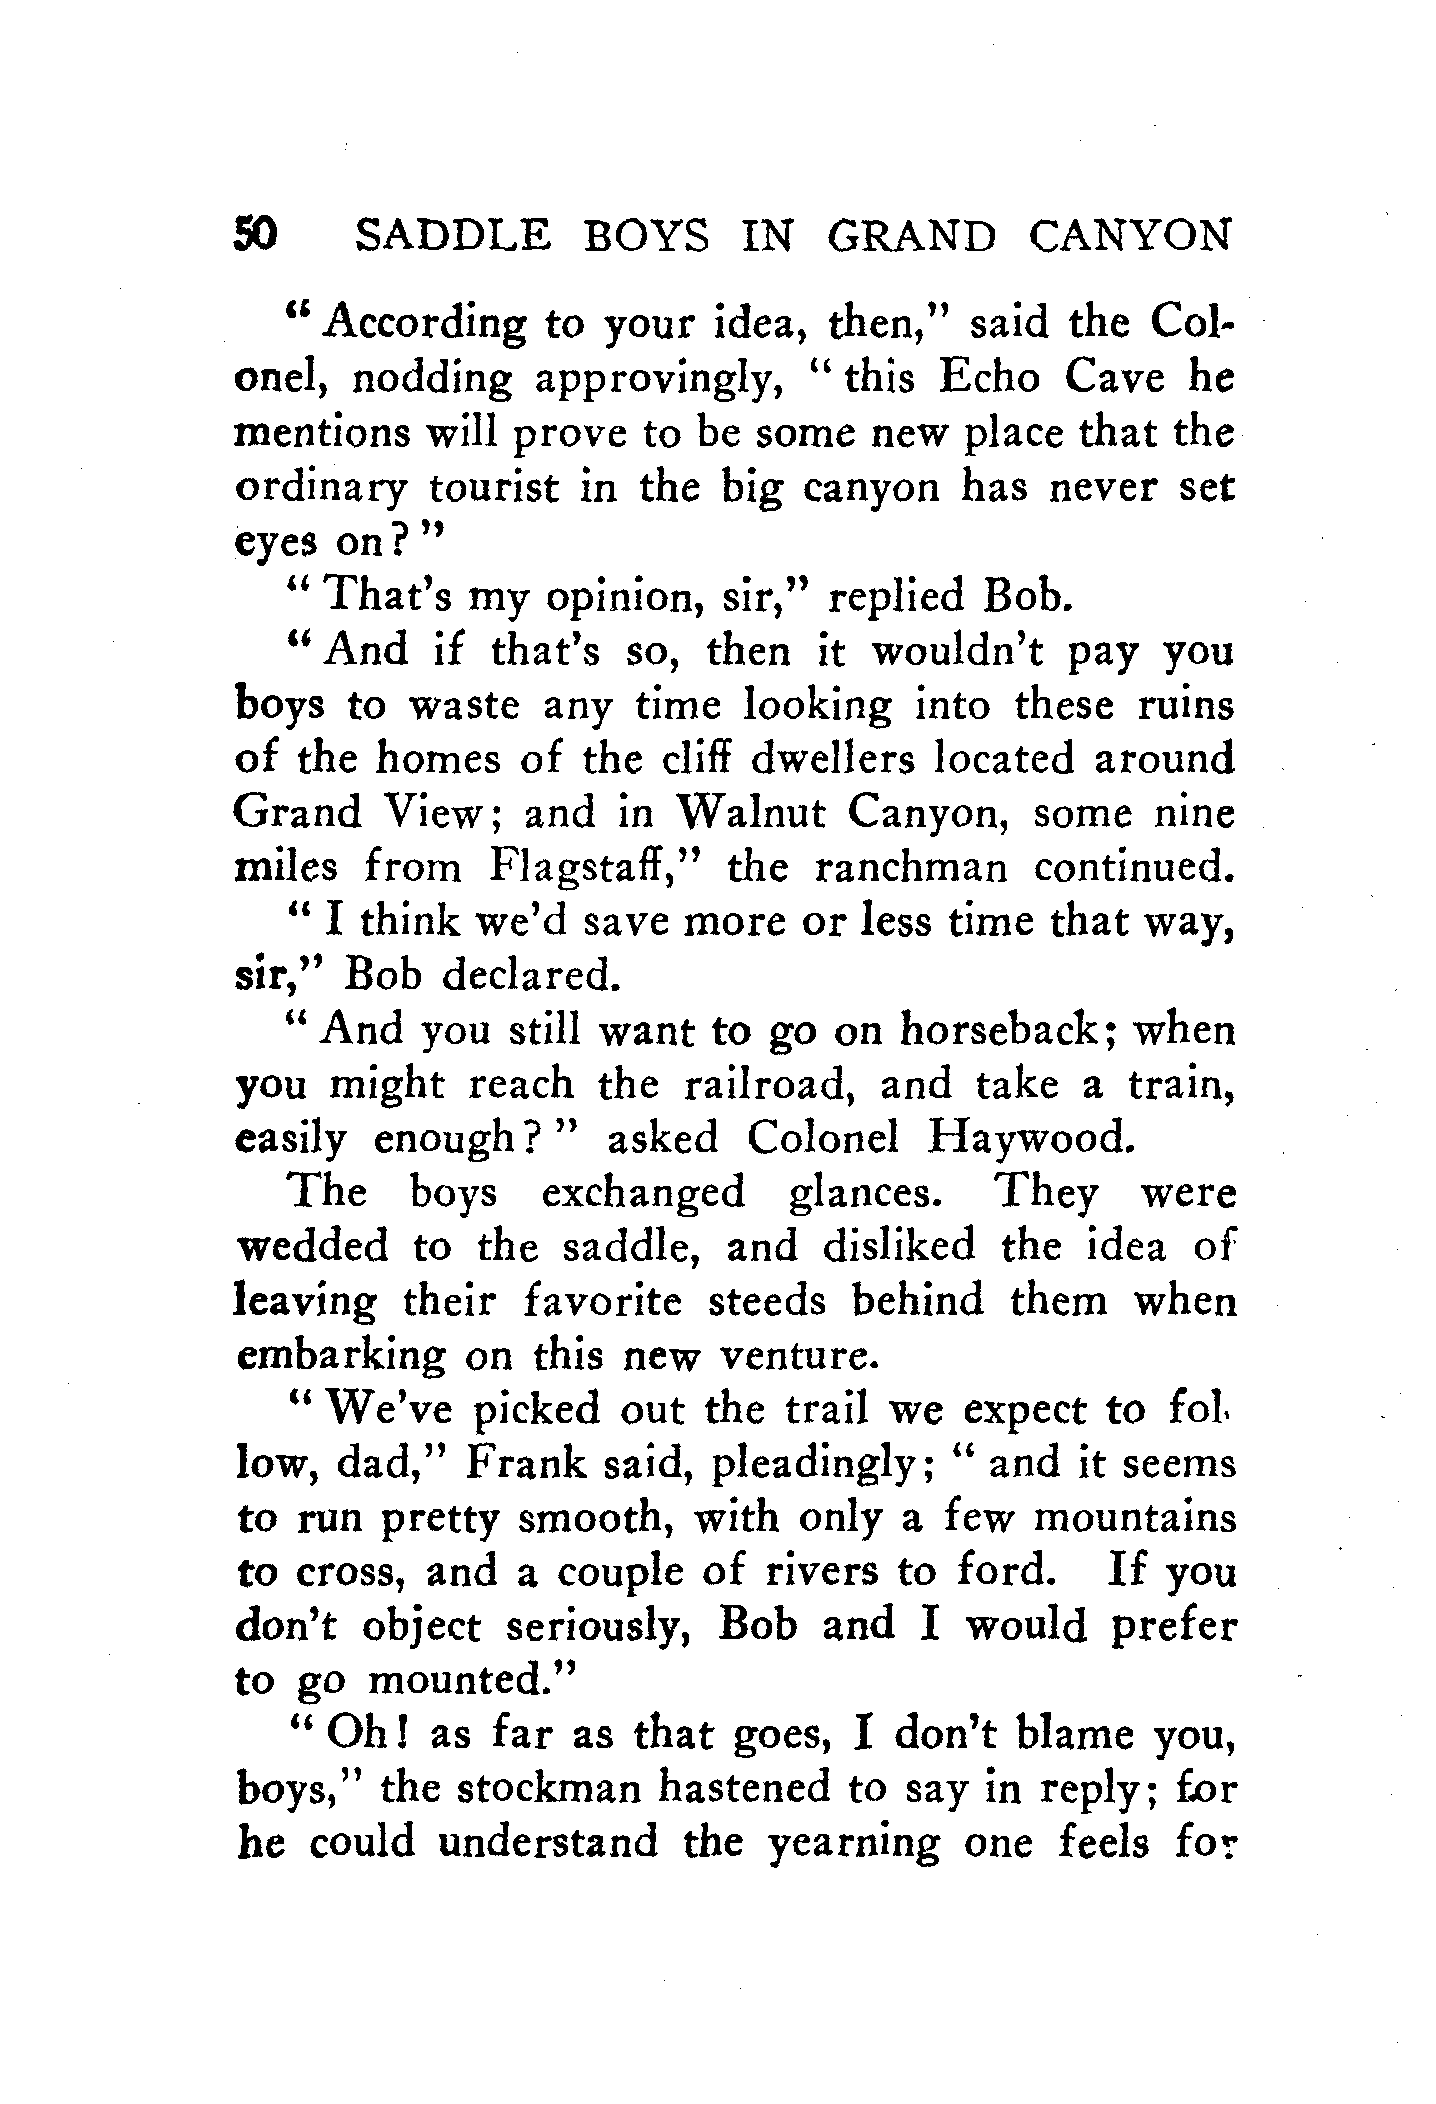 50 SADDLE BOYS IN GRAND CANYON
" According to your idea, then," said the Col-
onel, nodding approvingly, " this Echo Cave he
mentions will prove to be some new place that the
ordinary tourist in the big canyon has never set
eyes on? "
" That's my opinion, sir," replied Bob.
" And if that's so, then it wouldn't pay you
boys to waste any time looking into these ruins
of the homes of the cliff dwellers located around
Grand View; and in Walnut Canyon, some nine
miles from Flagstaff," the ranchman continued.
" I think we'd save more or less time that way,
sir," Bob declared.
" And you still want to go on horseback; when
you might reach the railroad, and take a train,
easily enough? " asked Colonel Haywood.
The boys exchanged glances. They were
wedded to the saddle, and disliked the idea of
leaving their favorite steeds behind them when
embarking on this new venture.
" We've picked out the trail we expect to fol-
low, dad," Frank said, pleadingly; " and it seems
to run pretty smooth, with only a few mountains
to cross, and a couple of rivers to ford. If you
don't object seriously, Bob and I would prefer
to go mounted."
" Oh! as far as that goes, I don't blame you,
boys," the stockman hastened to say in reply; for
he could understand the yearning one feels for